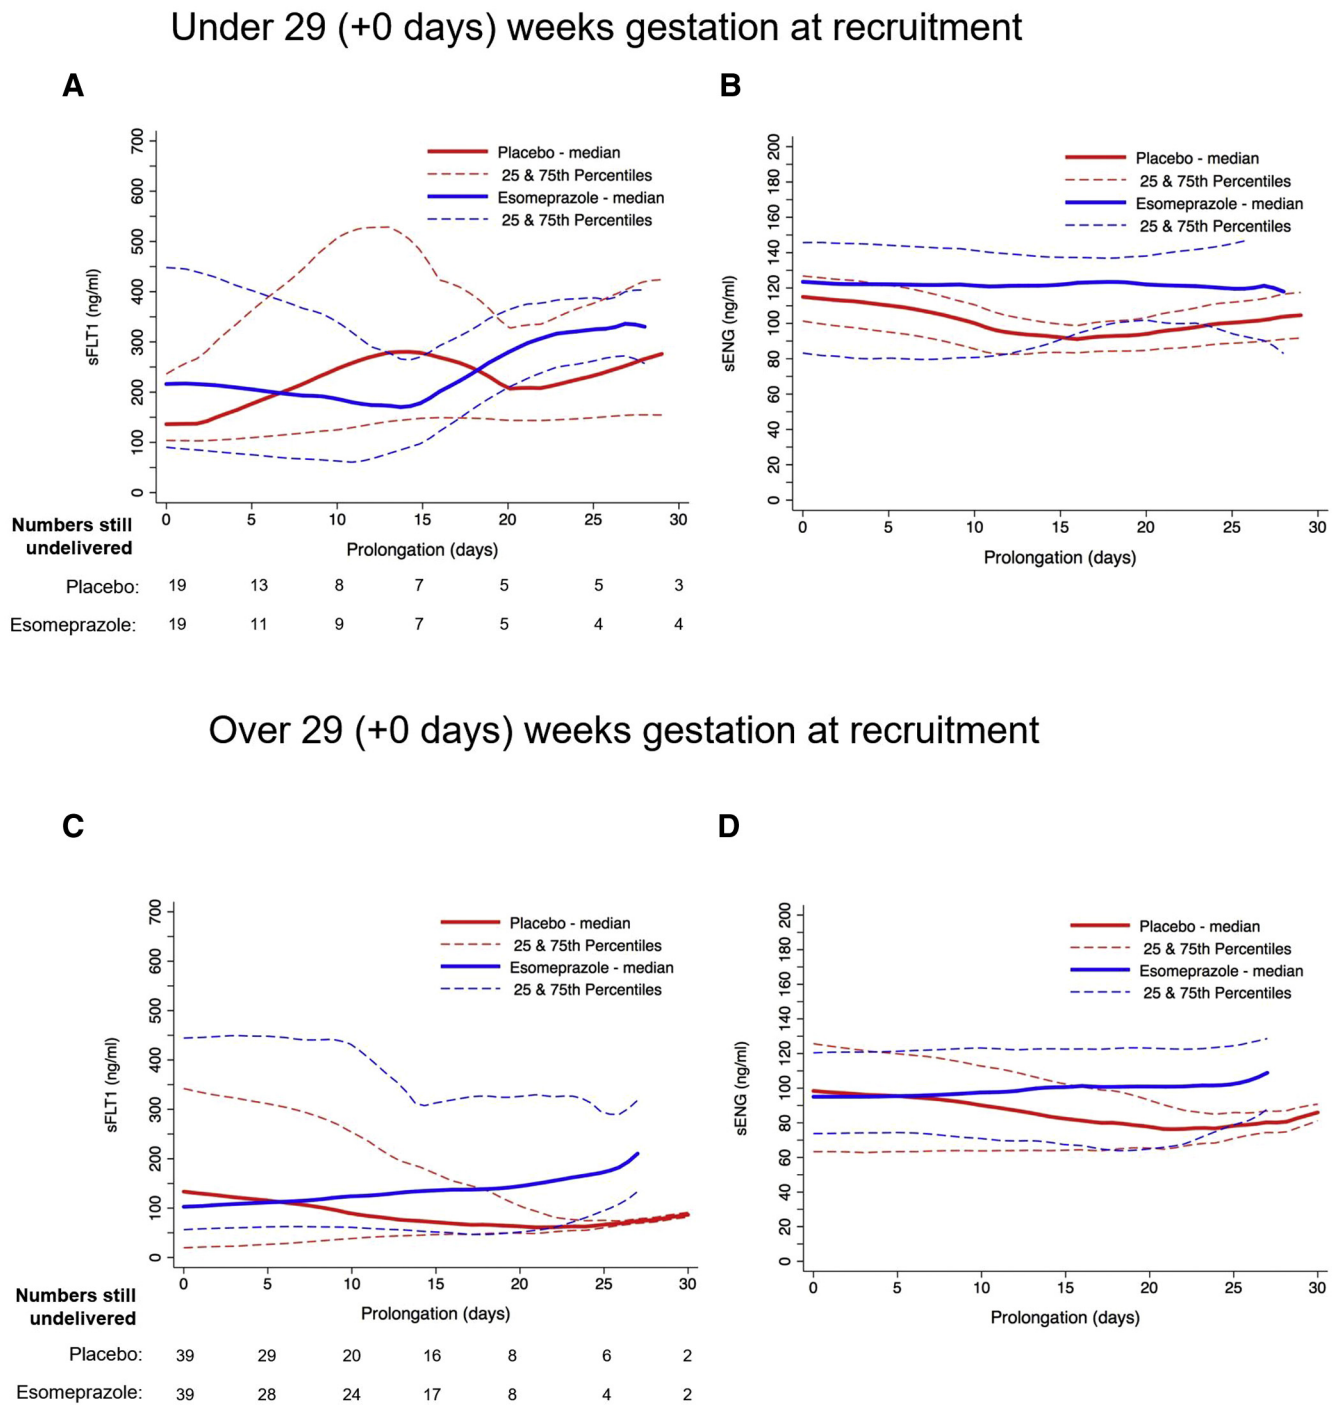 Under 29 (+0 days) weeks gestation at recruitment
A
B
sFLT1 (ng/ml)
700
600
500
400
300
200
100
0
Placebo - median
25 & 75th Percentiles
Esomeprazole - median
25 & 75th Percentiles
0 5 10 15 20 25 30
Prolongation (days)
sENG (ng/ml)
200
180
160
140
120
100
80
60
40
20
0
Placebo - median
25 & 75th Percentiles
Esomeprazole - median
25 & 75th Percentiles
0 5 10 15 20 25 30
Prolongation (days)
Numbers still
undelivered
Placebo: 19 13 8 7 5 5 3
Esomeprazole: 19 11 9 7 5 4 4
Over 29 (+0 days) weeks gestation at recruitment
C
D
sFLT1 (ng/ml)
700
600
500
400
300
200
100
0
Placebo - median
25 & 75th Percentiles
Esomeprazole - median
25 & 75th Percentiles
0 5 10 15 20 25 30
Prolongation (days)
sENG (ng/ml)
200
180
160
140
120
100
80
60
40
20
0
Placebo - median
25 & 75th Percentiles
Esomeprazole - median
25 & 75th Percentiles
0 5 10 15 20 25 30
Prolongation (days)
Numbers still
undelivered
Placebo: 39 29 20 16 8 6 2
Esomeprazole: 39 28 24 17 8 4 2